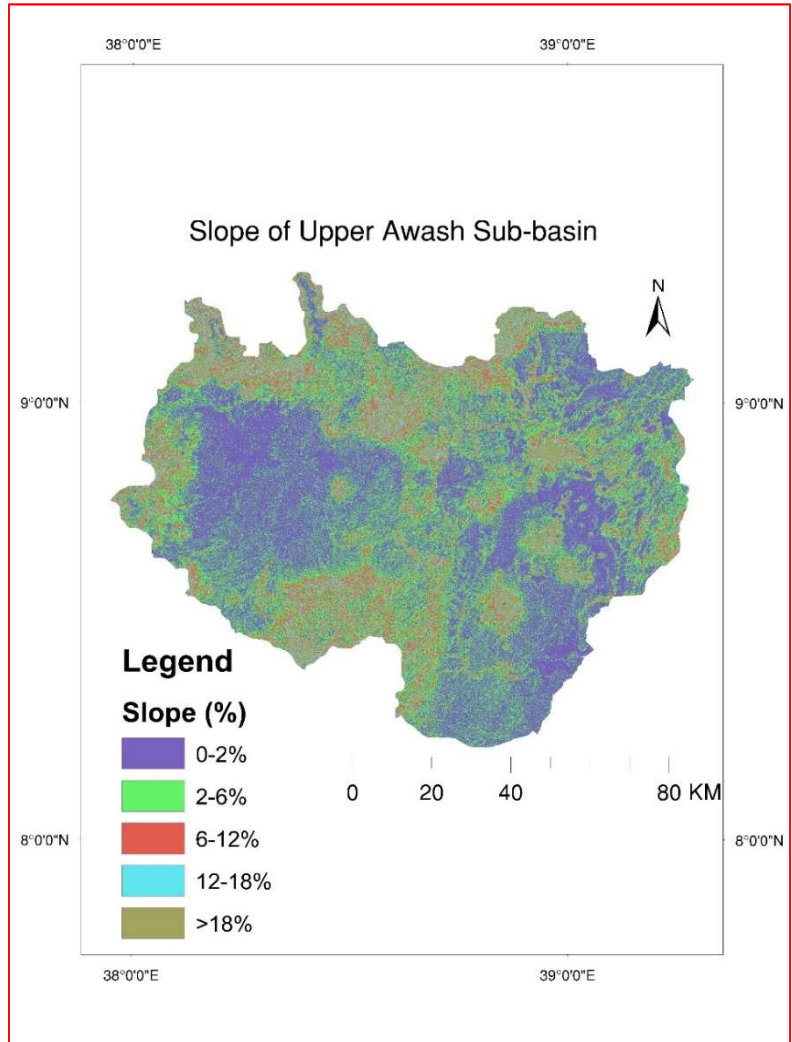 38°0'0"E 39°0'0"E
Slope of Upper Awash Sub-basin
N
9°0'0"N 9°0'0"N
Legend
Slope (%)
0-2%
2-6%
6-12%
12-18%
>18%
0 20 40 80 KM
8°0'0"N 8°0'0"N
38°0'0"E 39°0'0"E